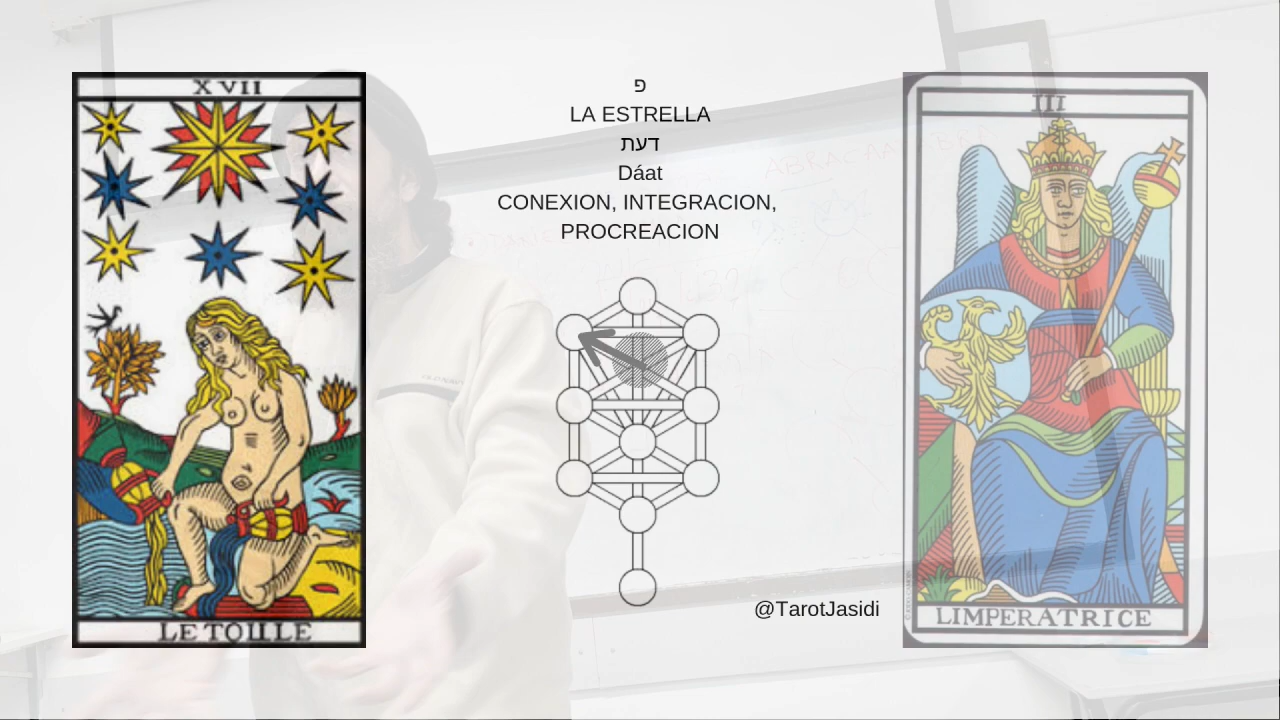 XVII
LETOILLE
פ
LA ESTRELLA
דעת
Dáat
CONEXION, INTEGRACION,
PROCREACION
@TarotJasidi
III
LIMPERATRICE